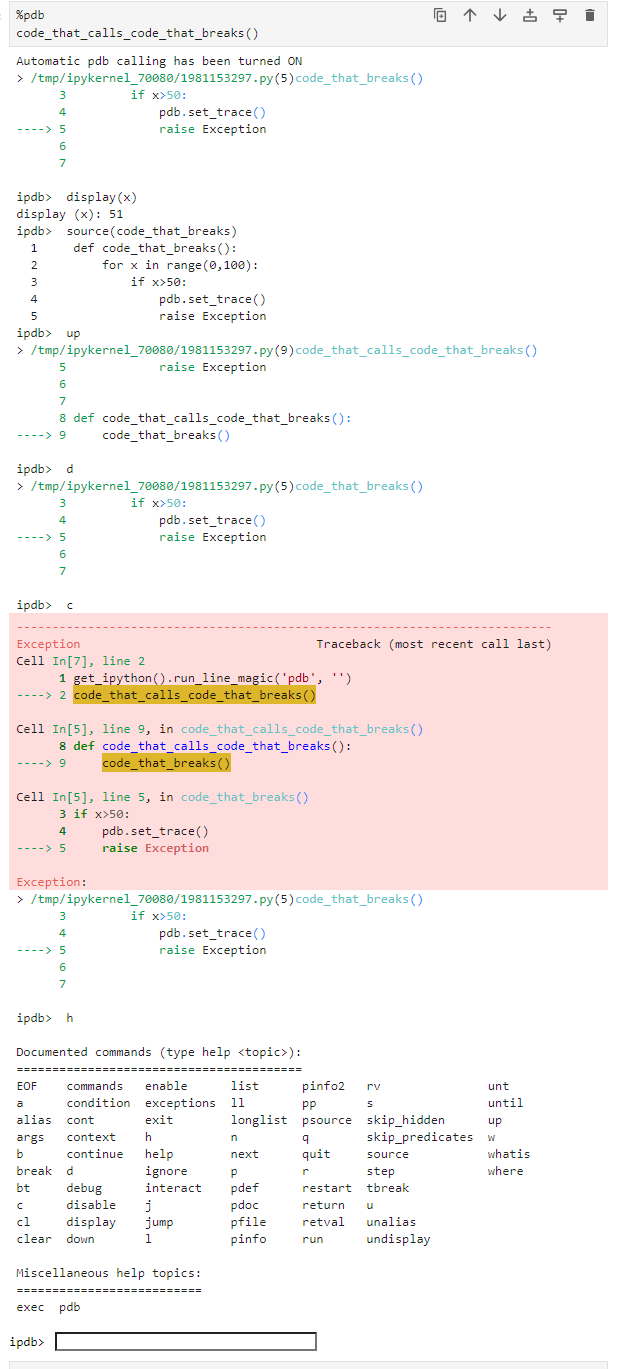 %pdb
code_that_calls_code_that_breaks()
Automatic pdb calling has been turned ON
> /tmp/ipykernel_70080/1981153297.py(5)code_that_breaks()
      3         if x>50:
      4             pdb.set_trace()
----> 5             raise Exception
      6
      7
ipdb>  display(x)
display (x): 51
ipdb>  source(code_that_breaks)
  1     def code_that_breaks():
  2         for x in range(0,100):
  3             if x>50:
  4                 pdb.set_trace()
  5                 raise Exception
ipdb>  up
> /tmp/ipykernel_70080/1981153297.py(9)code_that_calls_code_that_breaks()
      5             raise Exception
      6
      7
      8 def code_that_calls_code_that_breaks():
----> 9     code_that_breaks()
ipdb>  d
> /tmp/ipykernel_70080/1981153297.py(5)code_that_breaks()
      3         if x>50:
      4             pdb.set_trace()
----> 5             raise Exception
      6
      7
ipdb>  c
---------------------------------------------------------------------------
Exception                                 Traceback (most recent call last)
Cell In[7], line 2
      1 get_ipython().run_line_magic('pdb', '')
----> 2 code_that_calls_code_that_breaks()
Cell In[5], line 9, in code_that_calls_code_that_breaks()
      8 def code_that_calls_code_that_breaks():
----> 9     code_that_breaks()
Cell In[5], line 5, in code_that_breaks()
      3 if x>50:
      4     pdb.set_trace()
----> 5     raise Exception
Exception:
> /tmp/ipykernel_70080/1981153297.py(5)code_that_breaks()
      3         if x>50:
      4             pdb.set_trace()
----> 5             raise Exception
      6
      7
ipdb>  h
Documented commands (type help <topic>):
========================================
EOF    commands   enable      list      pinfo2   rv               unt
a      condition  exceptions  ll        pp       s                until
alias  cont       exit        longlist  psource  skip_hidden      up
args   context    h           n         q        skip_predicates  w
b      continue   help        next      quit     source           whatis
break  d          ignore      p         r        step             where
bt     debug      interact    pdef      restart  tbreak
c      disable    j           pdoc      return   u
cl     display    jump        pfile     retval   unalias
clear  down       l           pinfo     run      undisplay
Miscellaneous help topics:
==========================
exec  pdb
ipdb>